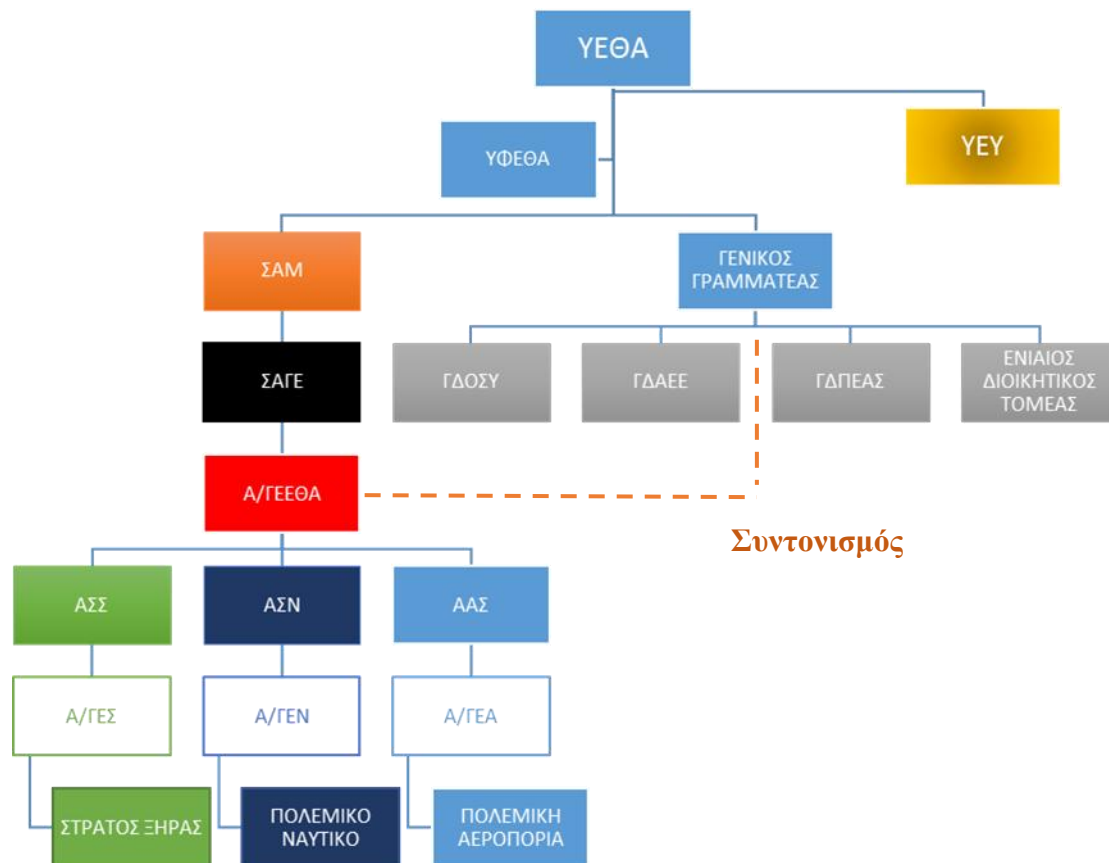 ΥΕΘΑ
ΥΦΕΘΑ
ΥΕΥ
ΣΑΜ
ΓΕΝΙΚΟΣ
ΓΡΑΜΜΑΤΕΑΣ
ΣΑΓΕ
ΓΔΟΣΥ
ΓΔΑΕΕ
ΓΔΠΕΑΣ
ΕΝΙΑΙΟΣ
ΔΙΟΙΚΗΤΙΚΟΣ
ΤΟΜΕΑΣ
Α/ΓΕΕΘΑ
Συντονισμός
ΑΣΣ
ΑΣΝ
ΑΑΣ
Α/ΓΕΣ
Α/ΓΕΝ
Α/ΓΕΑ
ΣΤΡΑΤΟΣ ΞΗΡΑΣ
ΠΟΛΕΜΙΚΟ
ΝΑΥΤΙΚΟ
ΠΟΛΕΜΙΚΗ
ΑΕΡΟΠΟΡΙΑ